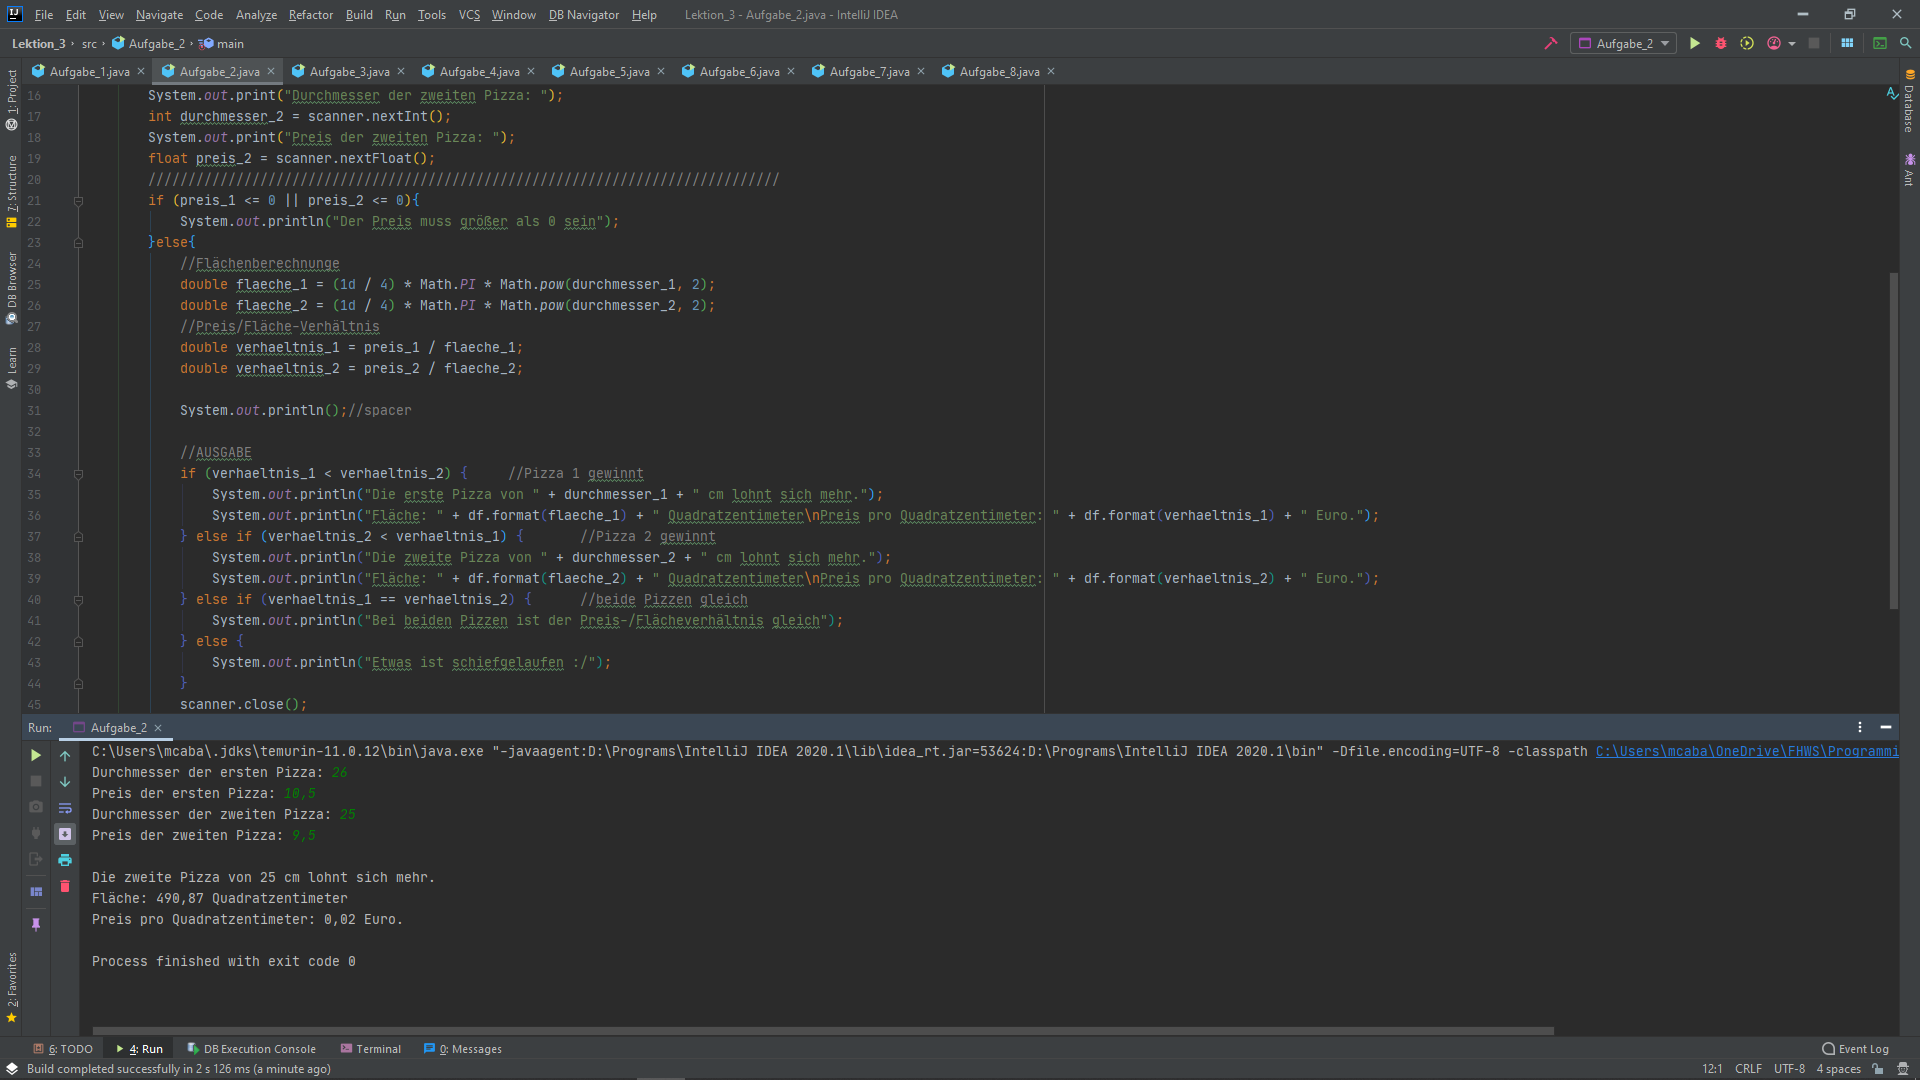 File Edit View Navigate Code Analyze Refactor Build Run Tools VCS Window DB Navigator Help Lektion_3 - Aufgabe_2.java - IntelliJ IDEA
Lektion_3 src Aufgabe_2 main Aufgabe_2
Aufgabe_1.java Aufgabe_2.java Aufgabe_3.java Aufgabe_4.java Aufgabe_5.java Aufgabe_6.java Aufgabe_7.java Aufgabe_8.java
1: Project
7: Structure
DB Browser
Learn
2: Favorites
Database
Ant
16 System.out.print("Durchmesser der zweiten Pizza: ");
17 int durchmesser_2 = scanner.nextInt();
18 System.out.print("Preis der zweiten Pizza: ");
19 float preis_2 = scanner.nextFloat();
20 ///////////////////////////////////////////////////////////////////////////////
21 if (preis_1 <= 0 || preis_2 <= 0){
22 System.out.println("Der Preis muss größer als 0 sein");
23 }else{
24 //Flächenberechnunge
25 double flaeche_1 = (1d / 4) * Math.PI * Math.pow(durchmesser_1, 2);
26 double flaeche_2 = (1d / 4) * Math.PI * Math.pow(durchmesser_2, 2);
27 //Preis/Fläche-Verhältnis
28 double verhaeltnis_1 = preis_1 / flaeche_1;
29 double verhaeltnis_2 = preis_2 / flaeche_2;
30
31 System.out.println();//spacer
32
33 //AUSGABE
34 if (verhaeltnis_1 < verhaeltnis_2) { //Pizza 1 gewinnt
35 System.out.println("Die erste Pizza von " + durchmesser_1 + " cm lohnt sich mehr.");
36 System.out.println("Fläche: " + df.format(flaeche_1) + " Quadratzentimeter\nPreis pro Quadratzentimeter: " + df.format(verhaeltnis_1) + " Euro.");
37 } else if (verhaeltnis_2 < verhaeltnis_1) { //Pizza 2 gewinnt
38 System.out.println("Die zweite Pizza von " + durchmesser_2 + " cm lohnt sich mehr.");
39 System.out.println("Fläche: " + df.format(flaeche_2) + " Quadratzentimeter\nPreis pro Quadratzentimeter: " + df.format(verhaeltnis_2) + " Euro.");
40 } else if (verhaeltnis_1 == verhaeltnis_2) { //beide Pizzen gleich
41 System.out.println("Bei beiden Pizzen ist der Preis-/Flächeverhältnis gleich");
42 } else {
43 System.out.println("Etwas ist schiefgelaufen :/");
44 }
45 scanner.close();
Run: Aufgabe_2
C:\Users\mcaba\.jdks\temurin-11.0.12\bin\java.exe "-javaagent:D:\Programs\IntelliJ IDEA 2020.1\lib\idea_rt.jar=53624:D:\Programs\IntelliJ IDEA 2020.1\bin" -Dfile.encoding=UTF-8 -classpath C:\Users\mcaba\OneDrive\FHWS\Programmi
Durchmesser der ersten Pizza: 26
Preis der ersten Pizza: 10,5
Durchmesser der zweiten Pizza: 25
Preis der zweiten Pizza: 9,5
Die zweite Pizza von 25 cm lohnt sich mehr.
Fläche: 490,87 Quadratzentimeter
Preis pro Quadratzentimeter: 0,02 Euro.
Process finished with exit code 0
6: TODO 4: Run DB Execution Console Terminal 0: Messages Event Log
Build completed successfully in 2 s 126 ms (a minute ago) 12:1 CRLF UTF-8 4 spaces